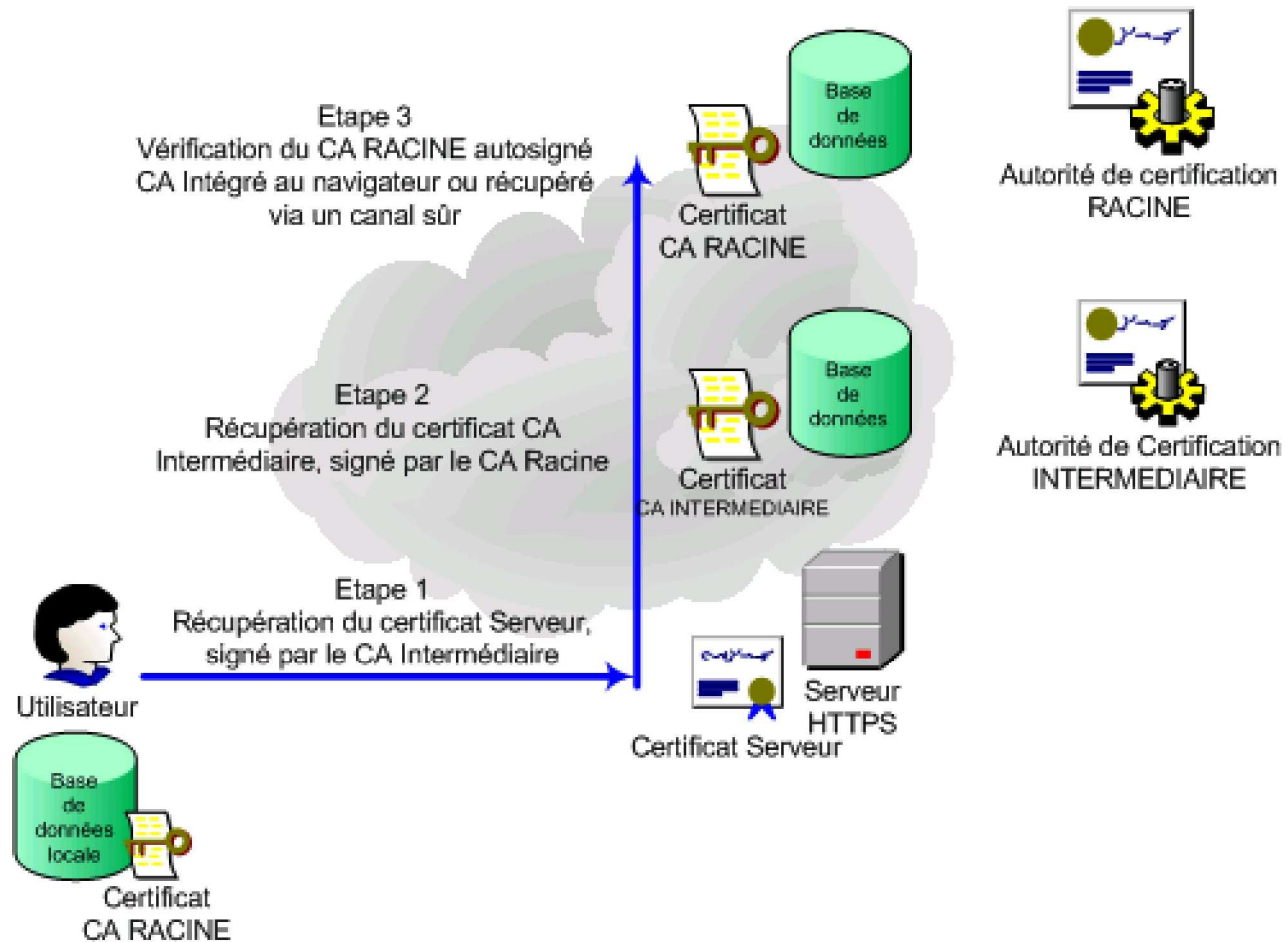 Etape 3
Vérification du CA RACINE autosigné
CA Intégré au navigateur ou récupéré
via un canal sûr
Base
de
données
Certificat
CA RACINE
Autorité de certification
RACINE
Etape 2
Récupération du certificat CA
Intermédiaire, signé par le CA Racine
Base
de
données
Certificat
CA INTERMEDIAIRE
Autorité de Certification
INTERMEDIAIRE
Etape 1
Récupération du certificat Serveur,
signé par le CA Intermédiaire
Utilisateur
Serveur
HTTPS
Certificat Serveur
Base
de
données
locale
Certificat
CA RACINE